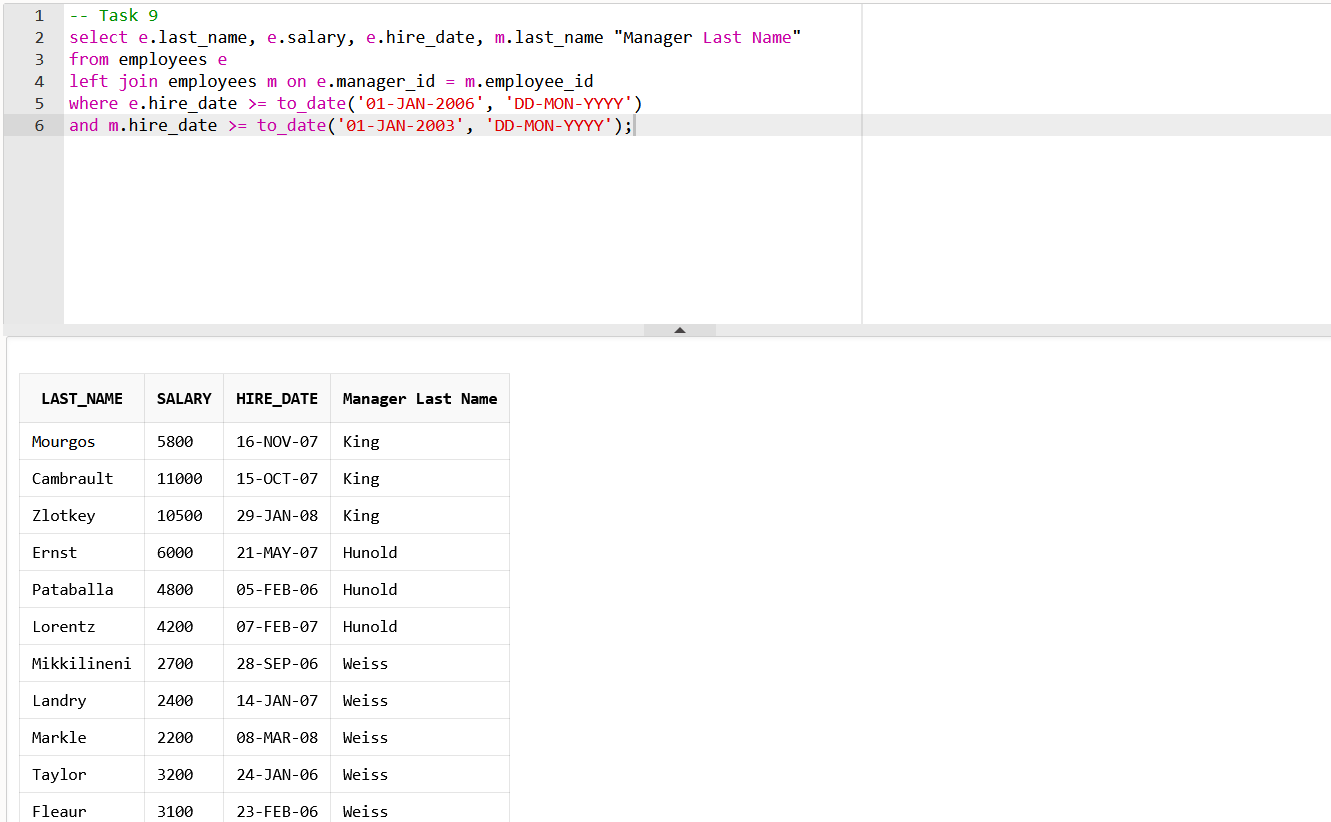 1 -- Task 9
2 select e.last_name, e.salary, e.hire_date, m.last_name "Manager Last Name"
3 from employees e
4 left join employees m on e.manager_id = m.employee_id
5 where e.hire_date >= to_date('01-JAN-2006', 'DD-MON-YYYY')
6 and m.hire_date >= to_date('01-JAN-2003', 'DD-MON-YYYY');
LAST_NAME SALARY HIRE_DATE Manager Last Name
Mourgos 5800 16-NOV-07 King
Cambrault 11000 15-OCT-07 King
Zlotkey 10500 29-JAN-08 King
Ernst 6000 21-MAY-07 Hunold
Pataballa 4800 05-FEB-06 Hunold
Lorentz 4200 07-FEB-07 Hunold
Mikkilineni 2700 28-SEP-06 Weiss
Landry 2400 14-JAN-07 Weiss
Markle 2200 08-MAR-08 Weiss
Taylor 3200 24-JAN-06 Weiss
Fleaur 3100 23-FEB-06 Weiss